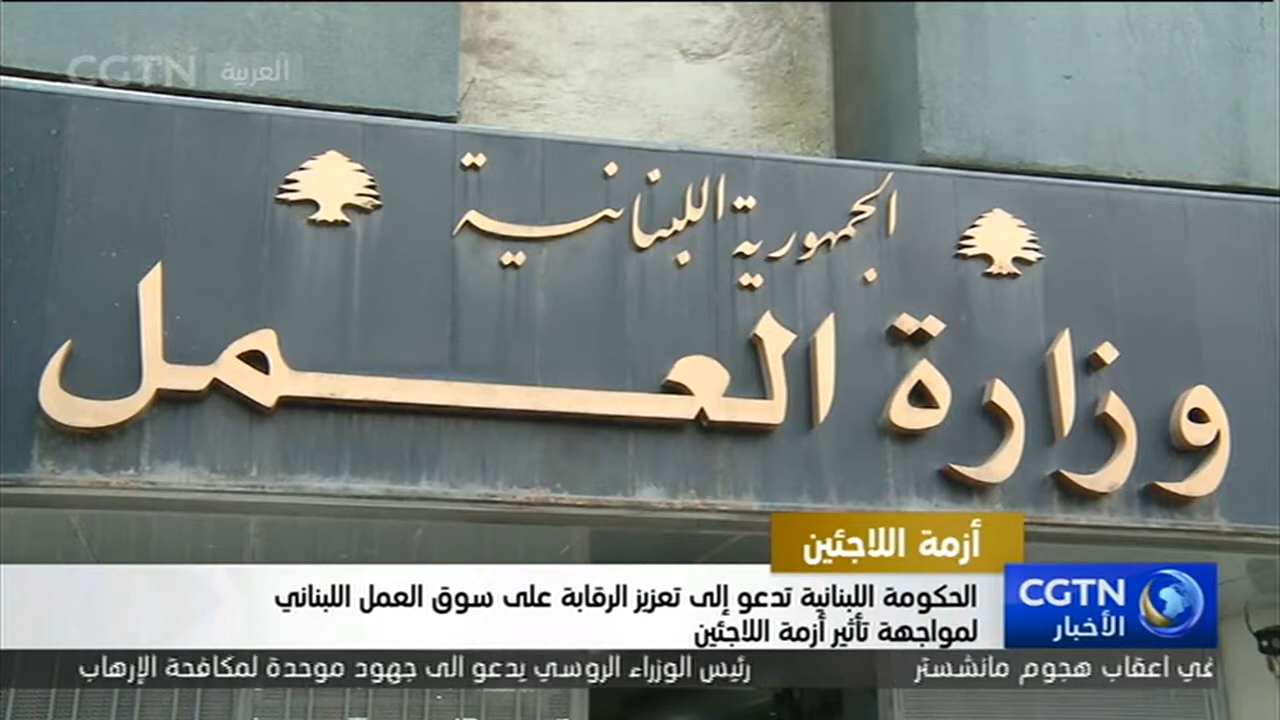 CGTN العربية
الجمهورية اللبنانية
وزارة العمل
أزمة اللاجئين
الحكومة اللبنانية تدعو إلى تعزيز الرقابة على سوق العمل اللبناني
لمواجهة تأثير أزمة اللاجئين
CGTN
الأخبار
في اعقاب هجوم مانشستر رئيس الوزراء الروسي يدعو الى جهود موحدة لمكافحة الإرهاب